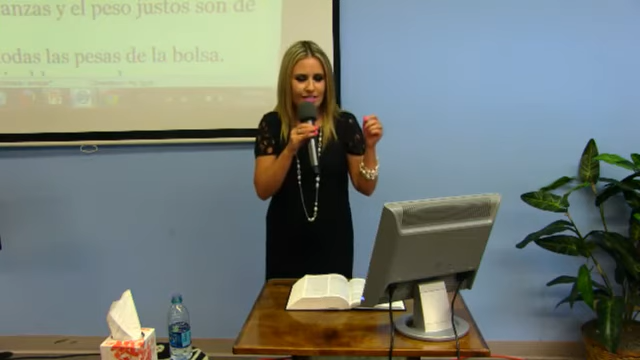 anzas y el peso justos son de
odas las pesas de la bolsa.